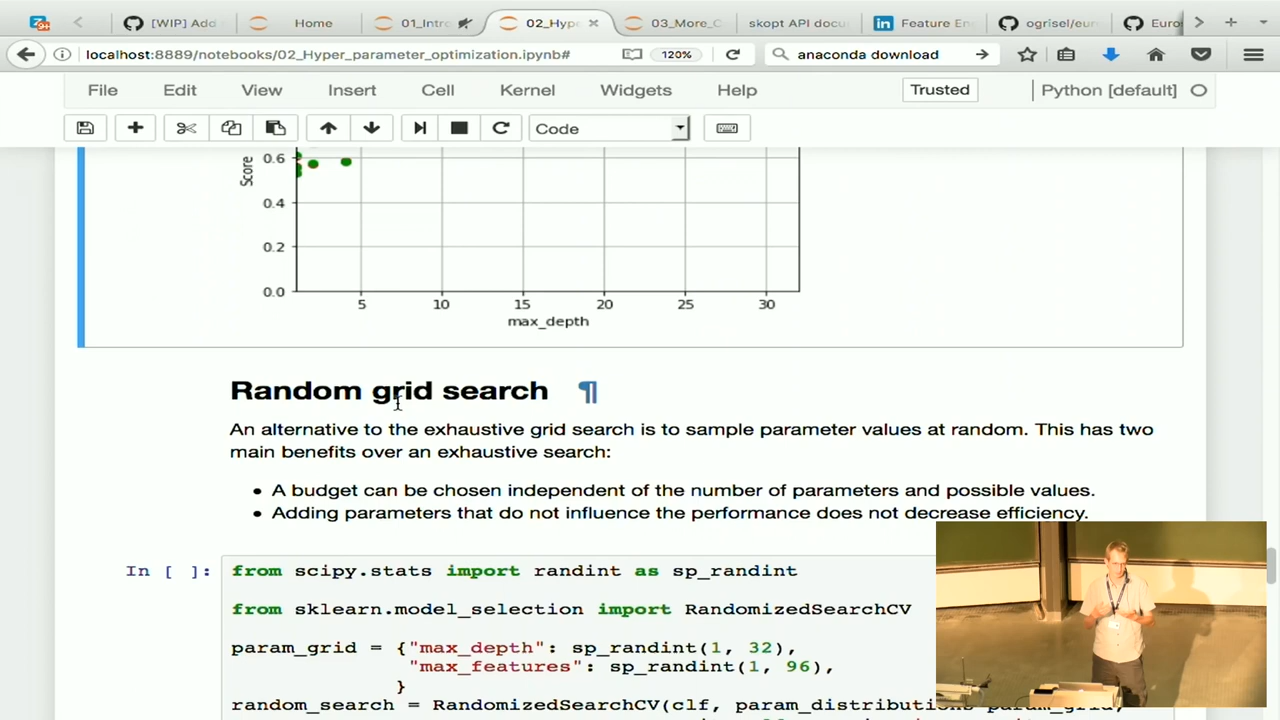 [WIP] Add
Home
01_Intr
02_Hype
03_More_C
skopt API docu
Feature En
ogrisel/eur
Euros
localhost:8889/notebooks/02_Hyper_parameter_optimization.ipynb#
120%
anaconda download
File Edit View Insert Cell Kernel Widgets Help Trusted Python [default]
Code
0.6
Score
0.4
0.2
0.0
5 10 15 20 25 30
max_depth
Random grid search ¶
An alternative to the exhaustive grid search is to sample parameter values at random. This has two
main benefits over an exhaustive search:
• A budget can be chosen independent of the number of parameters and possible values.
• Adding parameters that do not influence the performance does not decrease efficiency.
In [ ]: from scipy.stats import randint as sp_randint
from sklearn.model_selection import RandomizedSearchCV
param_grid = {"max_depth": sp_randint(1, 32),
"max_features": sp_randint(1, 96),
}
random_search = RandomizedSearchCV(clf, param_distributions=param_grid,